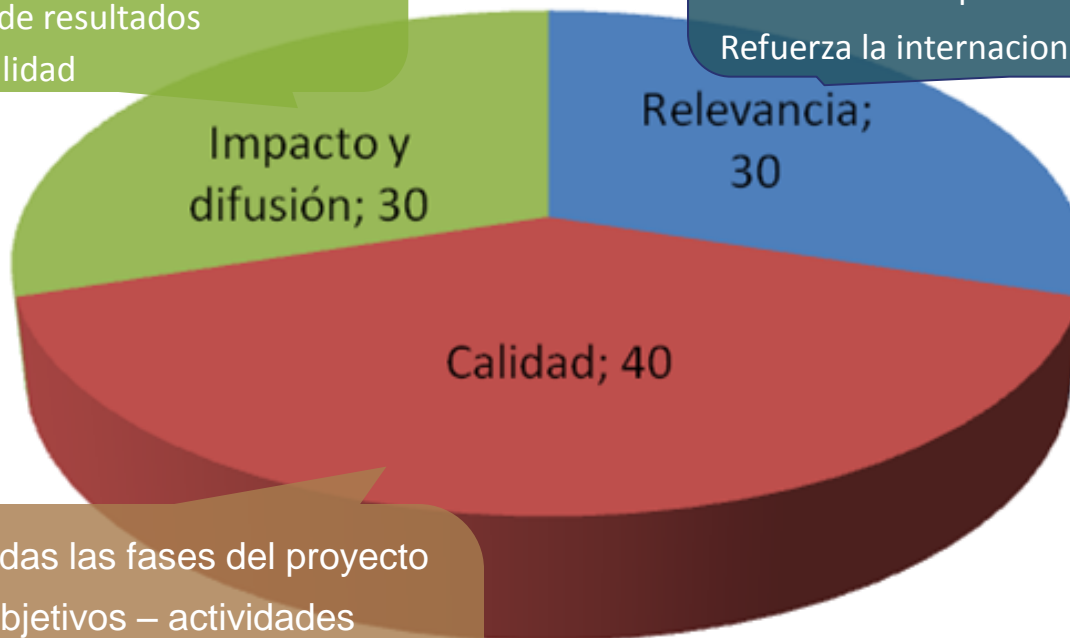 de resultados
lidad
Refuerza la internacion
Impacto y
difusión; 30
Relevancia;
30
Calidad; 40
das las fases del proyecto
bjetivos – actividades